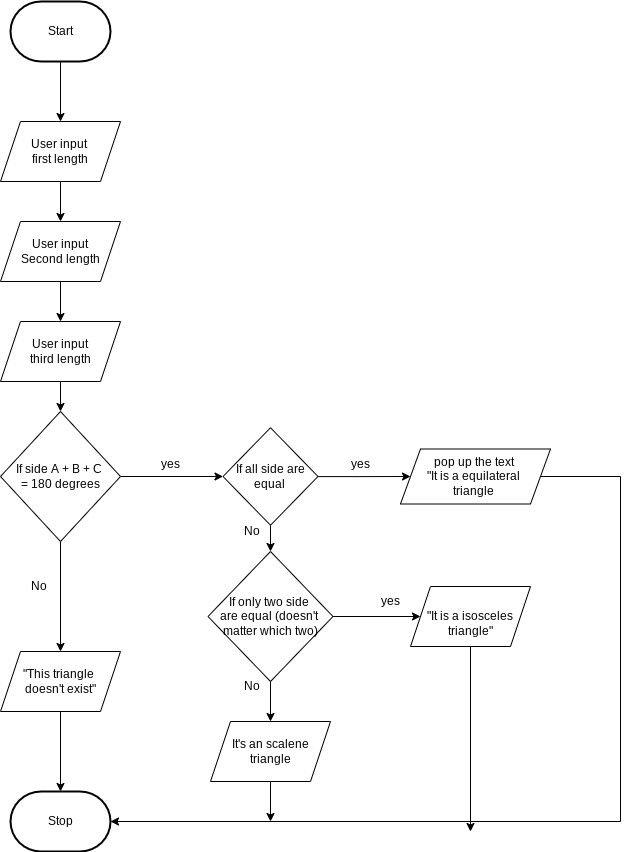 Start
User input
first length
User input
Second length
User input
third length
If side A + B + C
= 180 degrees
yes
If all side are
equal
yes
pop up the text
"It is a equilateral
triangle
No
No
If only two side
are equal (doesn't
matter which two)
yes
"It is a isosceles
triangle"
"This triangle
doesn't exist"
No
It's an scalene
triangle
Stop